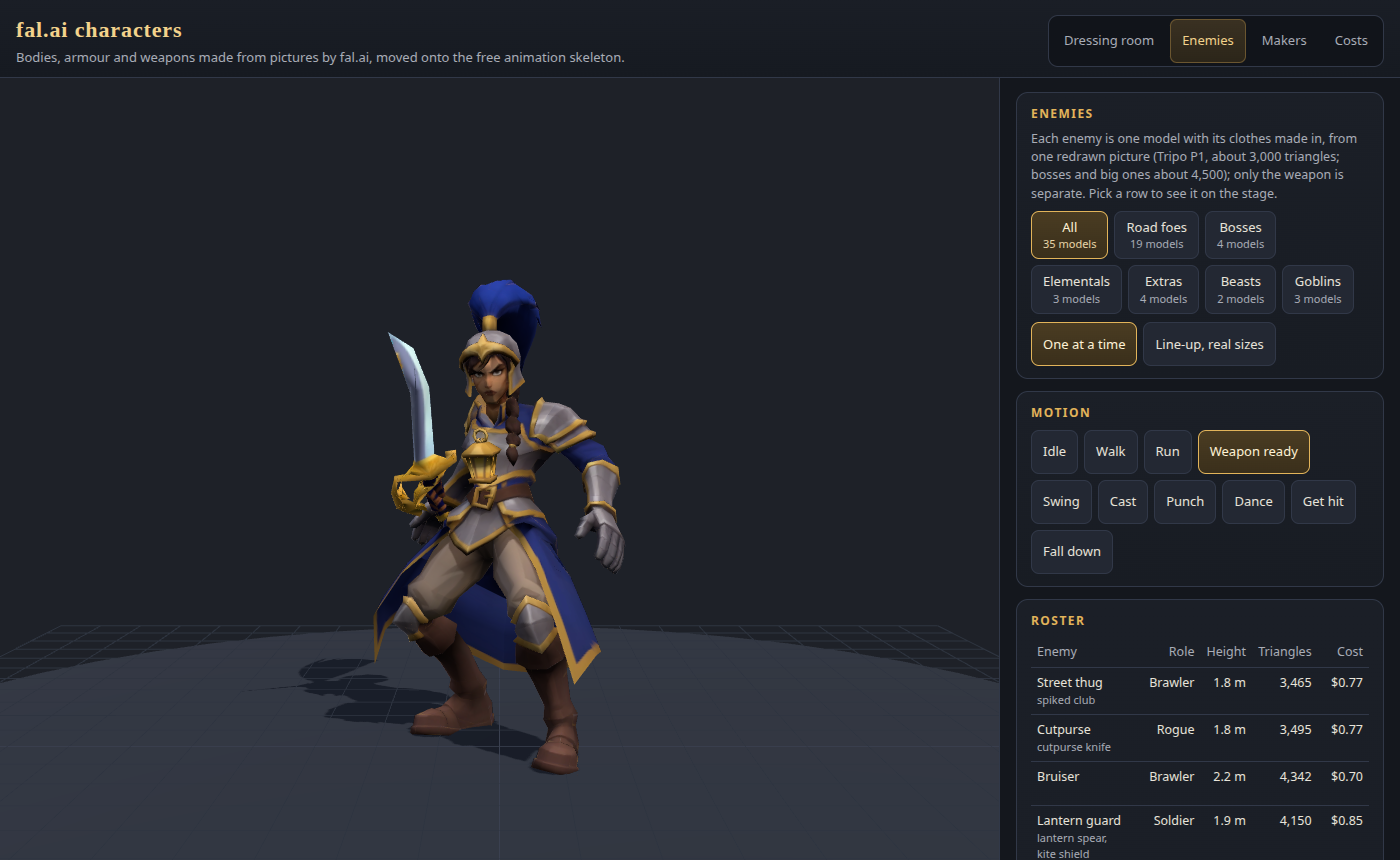 fal.ai characters
Bodies, armour and weapons made from pictures by fal.ai, moved onto the free animation skeleton.
Dressing room
Enemies
Makers
Costs
ENEMIES
Each enemy is one model with its clothes made in, from
one redrawn picture (Tripo P1, about 3,000 triangles;
bosses and big ones about 4,500); only the weapon is
separate. Pick a row to see it on the stage.
All
35 models
Road foes
19 models
Bosses
4 models
Elementals
3 models
Extras
4 models
Beasts
2 models
Goblins
3 models
One at a time
Line-up, real sizes
MOTION
Idle
Walk
Run
Weapon ready
Swing
Cast
Punch
Dance
Get hit
Fall down
ROSTER
Enemy Role Height Triangles Cost
Street thug Brawler 1.8 m 3,465 $0.77
spiked club
Cutpurse Rogue 1.8 m 3,495 $0.77
cutpurse knife
Bruiser Brawler 2.2 m 4,342 $0.70
Lantern guard Soldier 1.9 m 4,150 $0.85
lantern spear,
kite shield